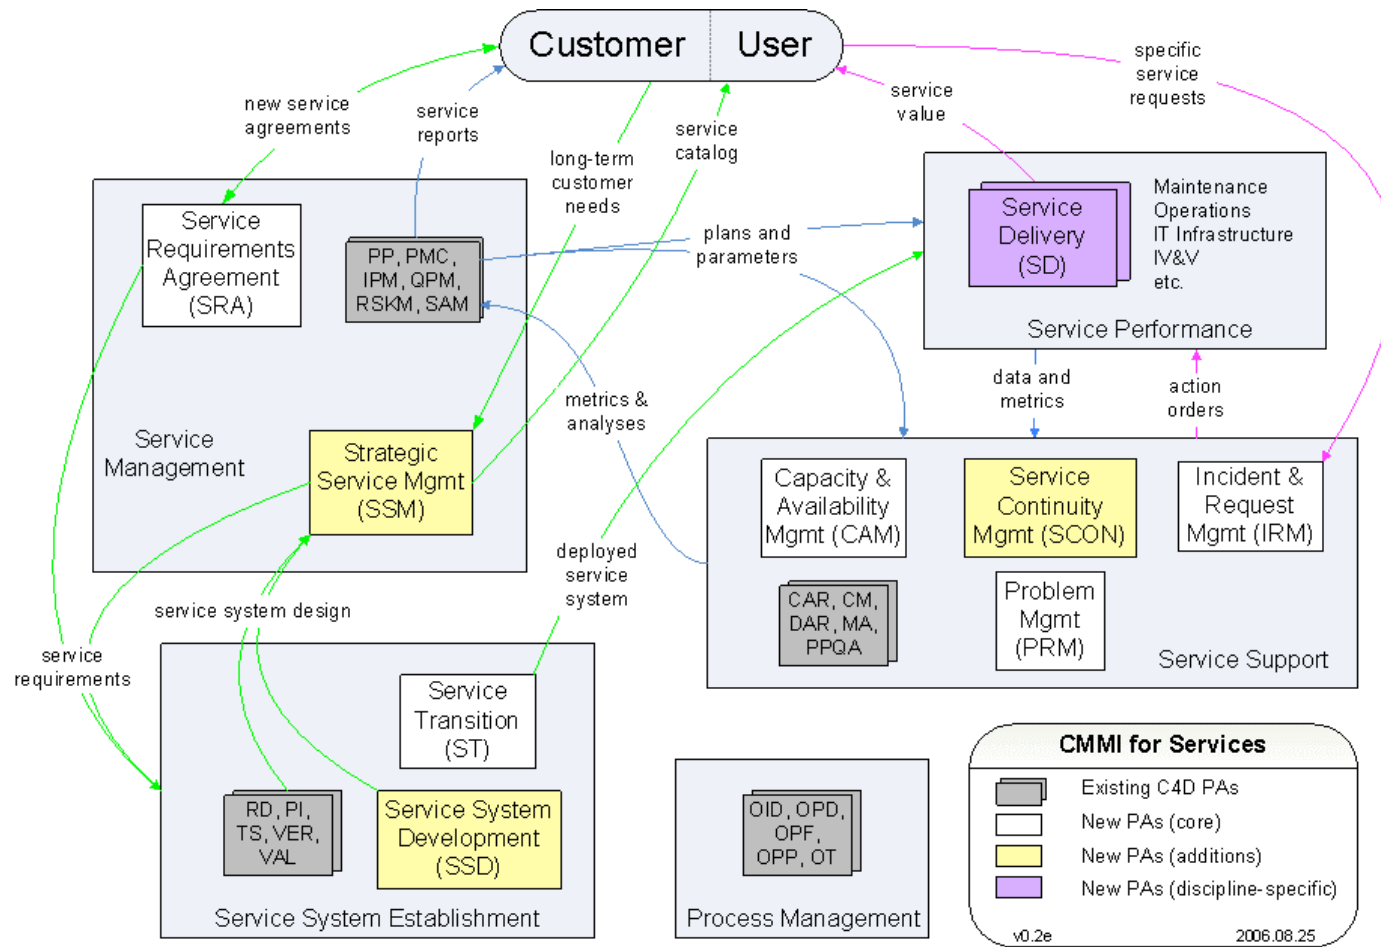 Customer
User
specific
service
requests
new service
agreements
service
reports
service
value
service
catalog
long-term
customer
needs
Service
Requirements
Agreement
(SRA)
PP, PMC,
IPM, QPM,
RSKM, SAM
plans and
parameters
Service
Delivery
(SD)
Maintenance
Operations
IT Infrastructure
IV&V
etc.
Service Performance
data and
metrics
action
orders
metrics &
analyses
Service
Management
Strategic
Service Mgmt
(SSM)
Capacity &
Availability
Mgmt (CAM)
Service
Continuity
Mgmt (SCON)
Incident &
Request
Mgmt (IRM)
CAR, CM,
DAR, MA,
PPQA
Problem
Mgmt
(PRM)
Service Support
deployed
service
system
service system design
service
requirements
Service
Transition
(ST)
RD, PI,
TS, VER,
VAL
Service System
Development
(SSD)
Service System Establishment
OID, OPD,
OPF,
OPP, OT
Process Management
CMMI for Services
Existing C4D PAs
New PAs (core)
New PAs (additions)
New PAs (discipline-specific)
v0.2e
2006.08.25